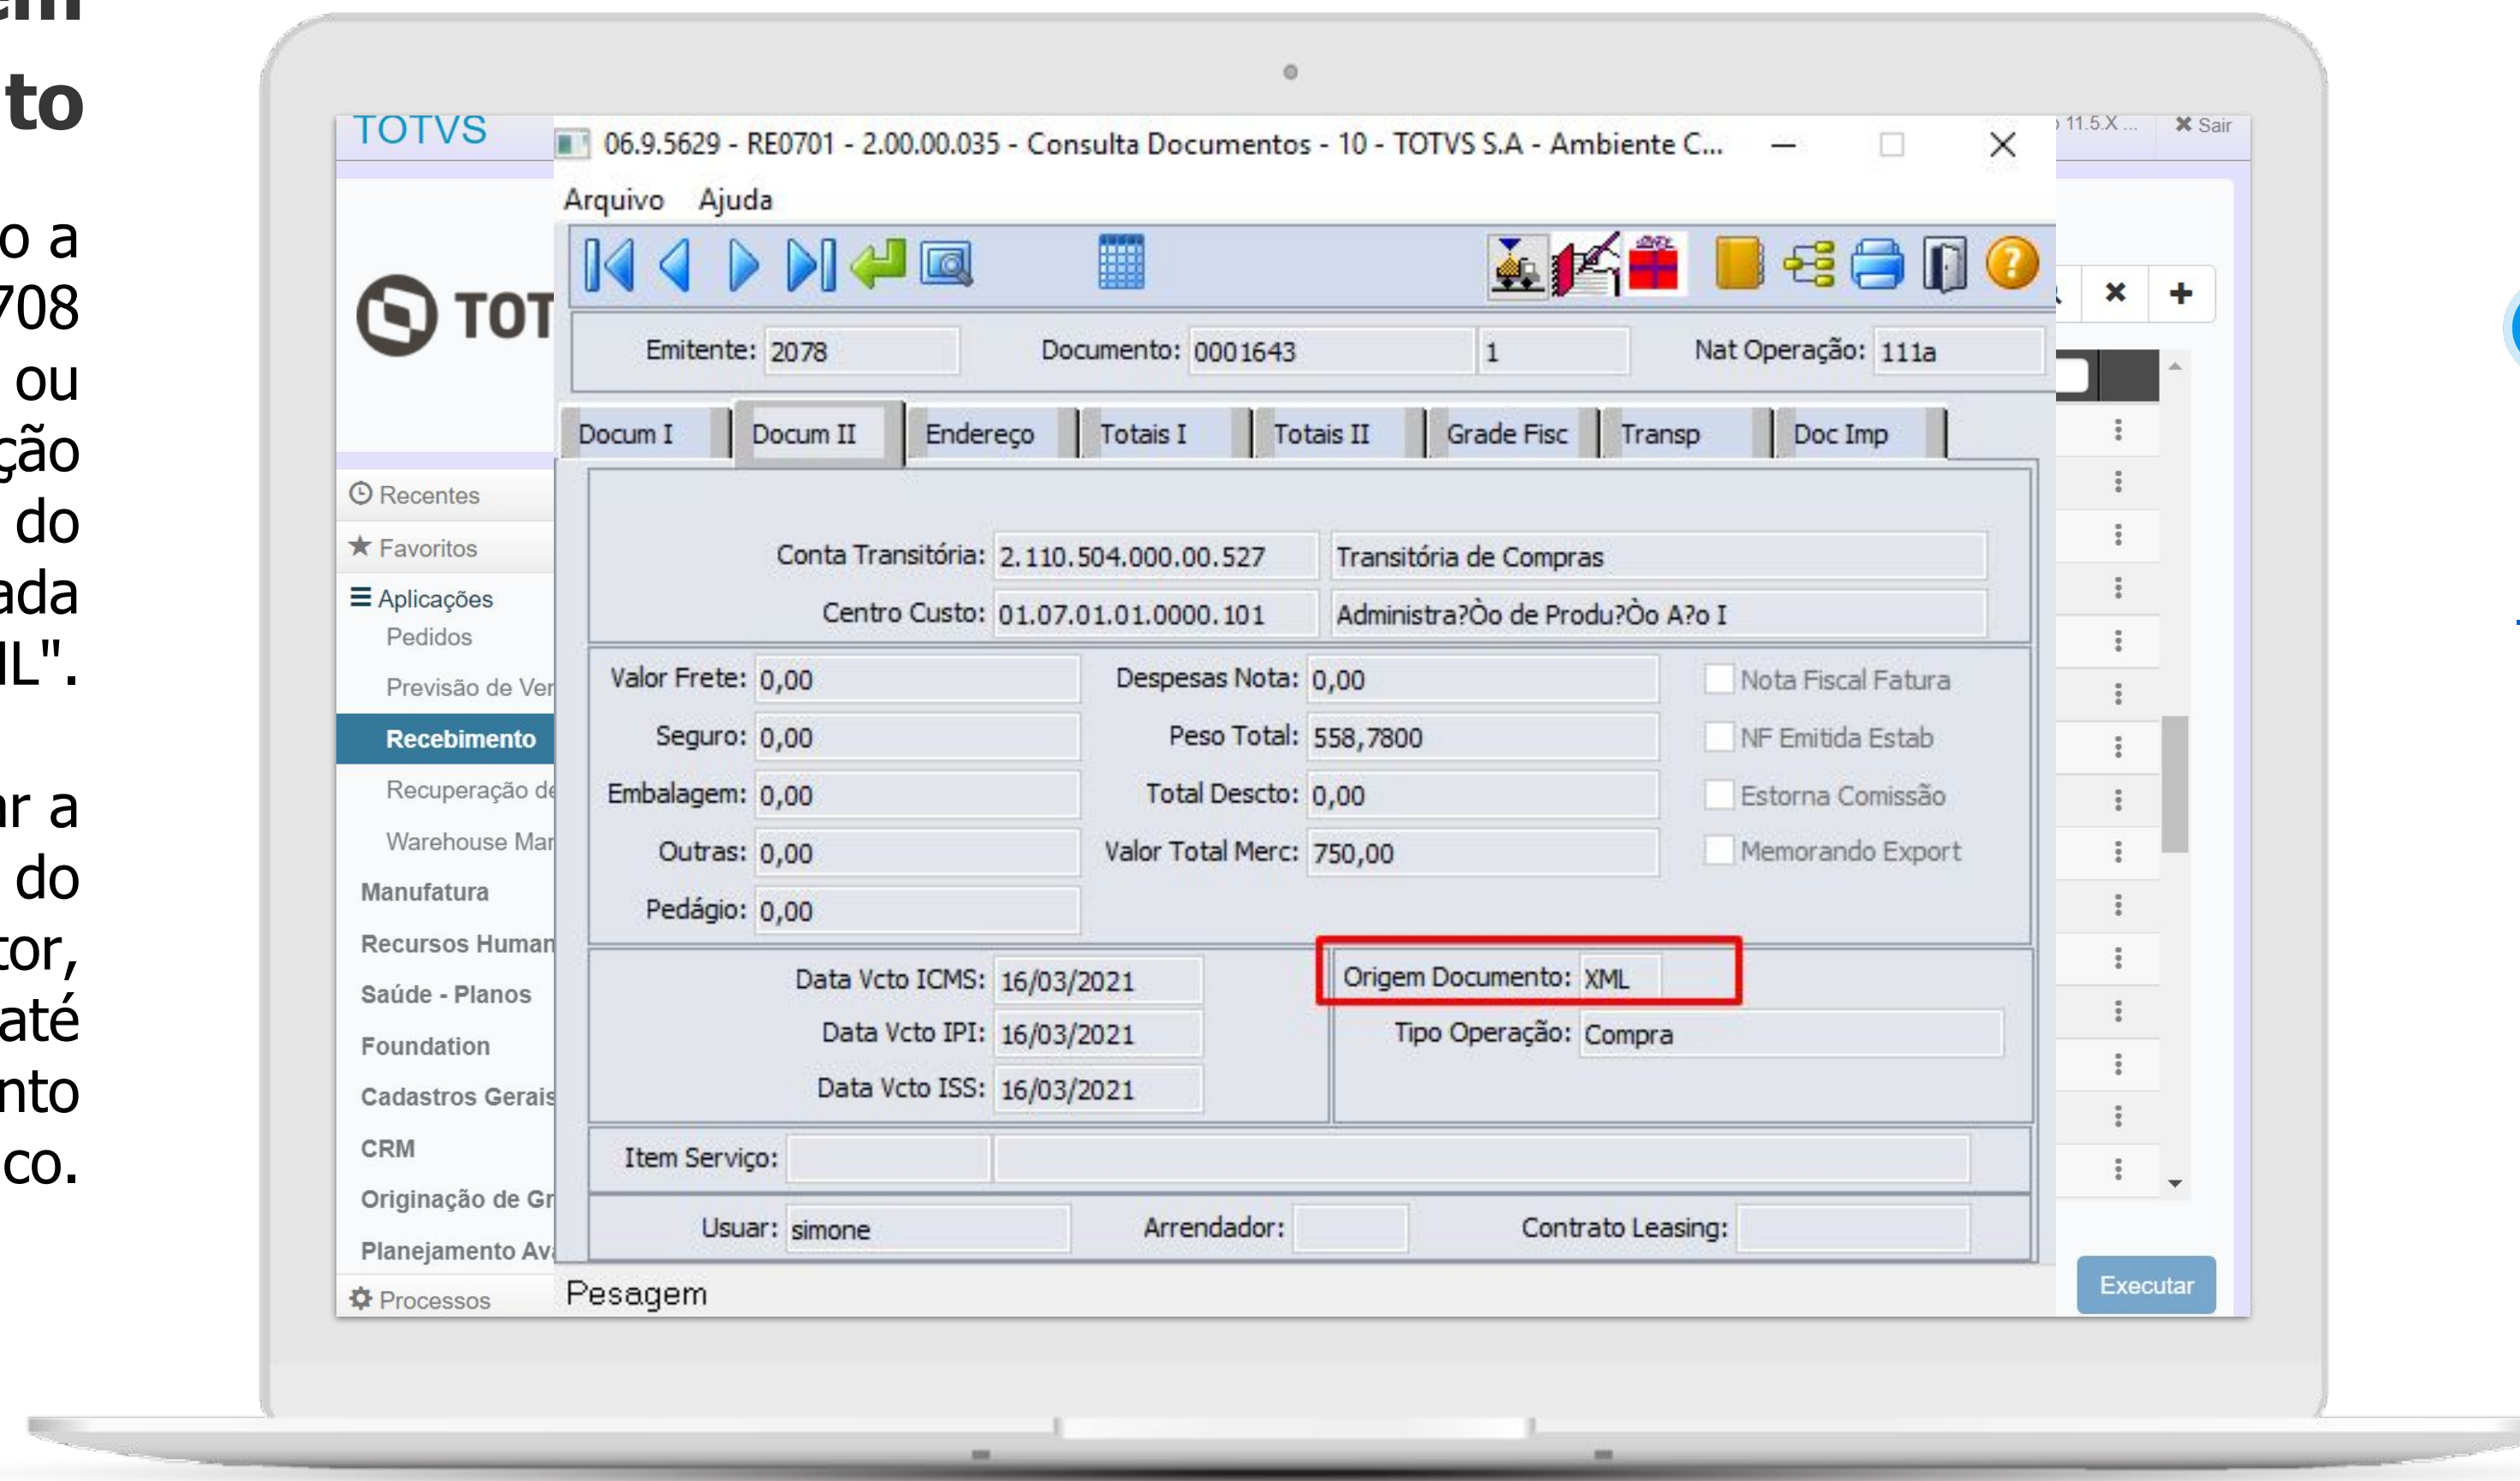 to
o a
708
ou
ção
do
ada
ar a
do
tor,
até
nto
co.
TOTVS
06.9.5629 - RE0701 - 2.00.00.035 - Consulta Documentos - 10 - TOTVS S.A - Ambiente C...
11.5.X ...
Sair
Arquivo Ajuda
TOT
Emitente: 2078 Documento: 0001643 1 Nat Operação: 111a
Docum I Docum II Endereço Totais I Totais II Grade Fisc Transp Doc Imp
Recentes
Favoritos
Aplicações
Pedidos
Previsão de Ver
Recebimento
Recuperação de
Warehouse Mar
Manufatura
Recursos Human
Saúde - Planos
Foundation
Cadastros Gerais
CRM
Originação de Gr
Planejamento Ava
Processos
Conta Transitória: 2.110.504.000.00.527 Transitória de Compras
Centro Custo: 01.07.01.01.0000.101 Administra?Òo de Produ?Òo A?o I
Valor Frete: 0,00 Despesas Nota: 0,00 Nota Fiscal Fatura
Seguro: 0,00 Peso Total: 558,7800 NF Emitida Estab
Embalagem: 0,00 Total Descto: 0,00 Estorna Comissão
Outras: 0,00 Valor Total Merc: 750,00 Memorando Export
Pedágio: 0,00
Data Vcto ICMS: 16/03/2021 Origem Documento: XML
Data Vcto IPI: 16/03/2021 Tipo Operação: Compra
Data Vcto ISS: 16/03/2021
Item Serviço:
Usuar: simone Arrendador: Contrato Leasing:
Pesagem
Executar